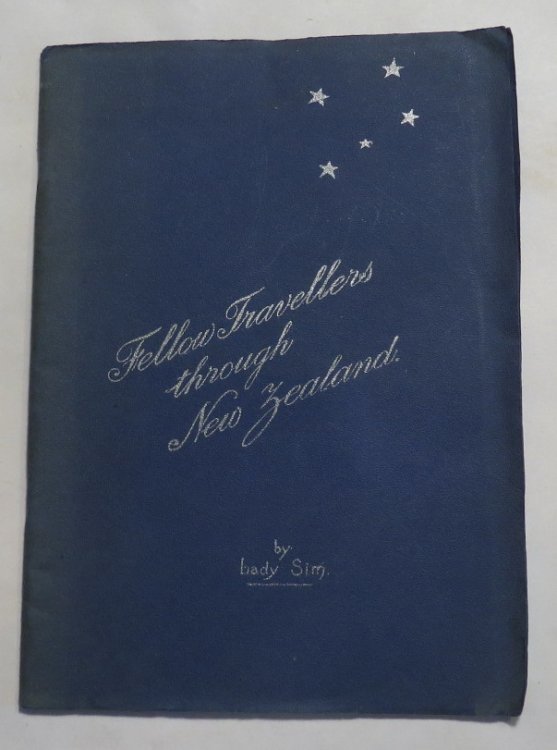 Fellow Travellers
through
New Zealand.
by
Lady Sim.